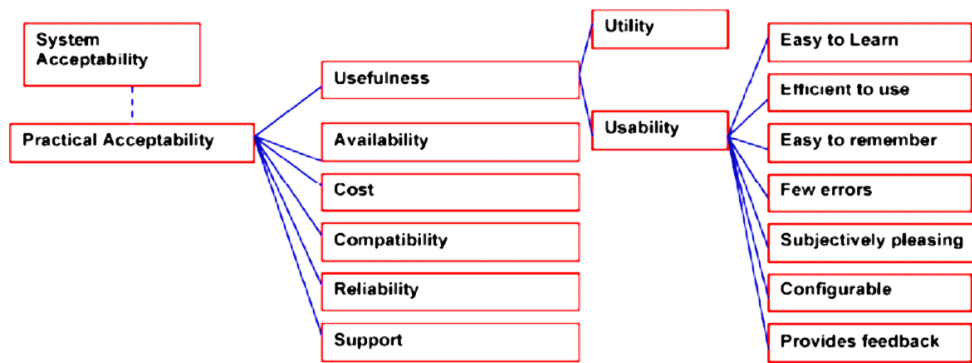 System
Acceptability
Practical Acceptability
Usefulness
Availability
Cost
Compatibility
Reliability
Support
Utility
Usability
Easy to Learn
Efficient to use
Easy to remember
Few errors
Subjectively pleasing
Configurable
Provides feedback